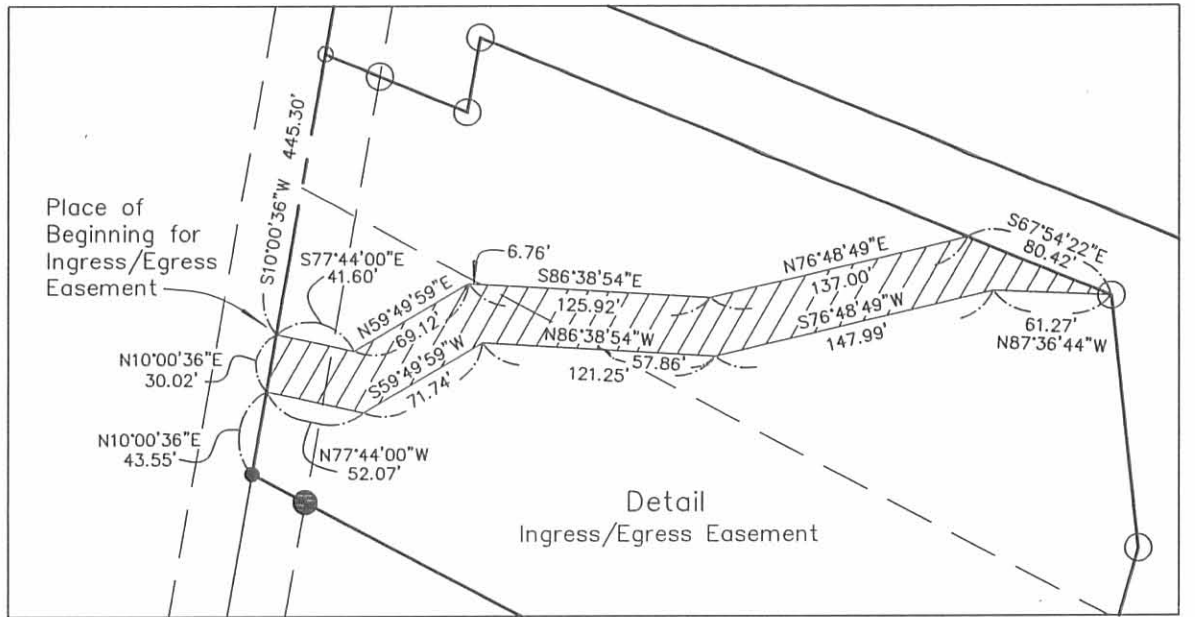 S10°00'36"W 445.30'
Place of
Beginning for
Ingress/Egress
Easement
S77°44'00"E
41.60'
N59°49'59"E
69.12'
6.76'
S86°38'54"E
125.92'
N76°48'49"E
137.00'
S67°54'22"E
80.42'
N10°00'36"E
30.02'
S59°49'59"W
71.74'
N86°38'54"W
57.86'
121.25'
S76°48'49"W
147.99'
61.27'
N87°36'44"W
N10°00'36"E
43.55'
N77°44'00"W
52.07'
Detail
Ingress/Egress Easement